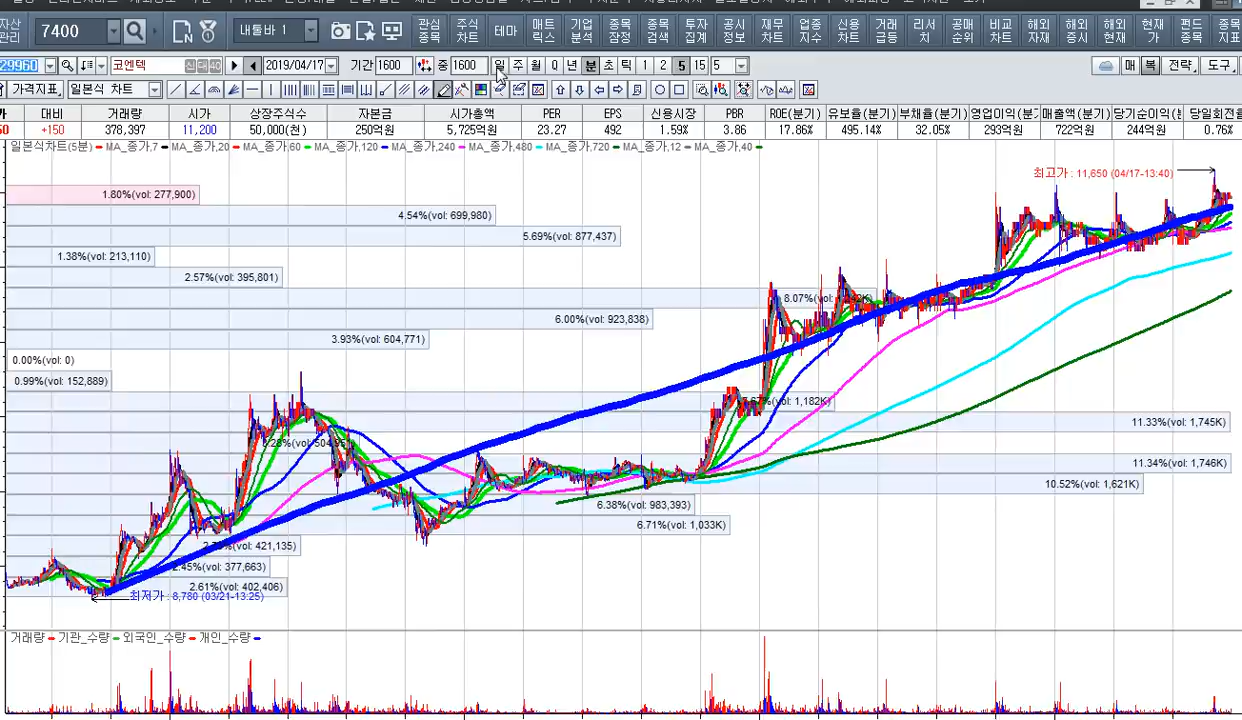 자산
관리
7400
내툴바 1
관심
종목
주식
차트
테마
매트
릭스
기업
분석
종목
잠정
종목
검색
투자
집계
공시
정보
재무
차트
업종
지수
신용
차트
거래
급등
리서
치
공매
순위
비교
차트
해외
자재
해외
증시
해외
현재
현재
가
펀드
종목
종목
지표
29960 코엔텍 신 증 40 2019/04/17 기간 1600 중 1600 일 주 월 Q 년 분 초 틱 1 2 5 15 5 매 복 전략 도구
가격지표 일본식 차트
대비 거래량 시가 상장주식수 자본금 시가총액 PER EPS 신용시장 PBR ROE(분기) 유보율(분기) 부채율(분기) 영업이익(분기 매출액(분기) 당기순이익(분 당일회전율
+150 378,397 11,200 50,000(천) 250억원 5,725억원 23.27 492 1.59% 3.86 17.86% 495.14% 32.05% 293억원 722억원 244억원 0.76%
일본식차트(5분) MA_종가,7 MA_종가,20 MA_종가,60 MA_종가,120 MA_종가,240 MA_종가,480 MA_종가,720 MA_종가,12 MA_종가,40
최고가 : 11,650 (04/17-13:40)
1.80%(vol: 277,900)
4.54%(vol: 699,980)
5.69%(vol: 877,437)
1.38%(vol: 213,110)
2.57%(vol: 395,801)
8.07%(vol:
6.00%(vol: 923,838)
3.93%(vol: 604,771)
0.00%(vol: 0)
0.99%(vol: 152,889)
1,182K)
11.33%(vol: 1,745K)
11.34%(vol: 1,746K)
10.52%(vol: 1,621K)
6.38%(vol: 983,393)
6.71%(vol: 1,033K)
421,135)
2.45%(vol: 377,663)
2.61%(vol: 402,406)
최저가 : 8,780 (03/21-13:25)
거래량 기관_수량 외국인_수량 개인_수량